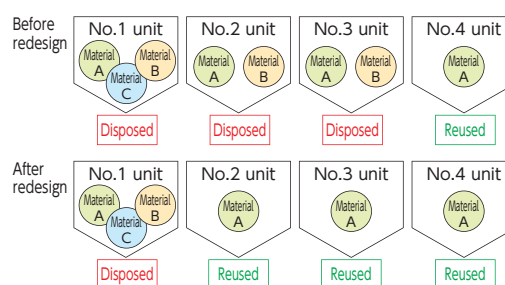 Before
redesign
No.1 unit
No.2 unit
No.3 unit
No.4 unit
Material
A
Material
B
Material
C
Material
A
Material
B
Material
A
Material
B
Material
A
Disposed
Disposed
Disposed
Reused
After
redesign
No.1 unit
No.2 unit
No.3 unit
No.4 unit
Material
A
Material
B
Material
C
Material
A
Material
A
Material
A
Disposed
Reused
Reused
Reused